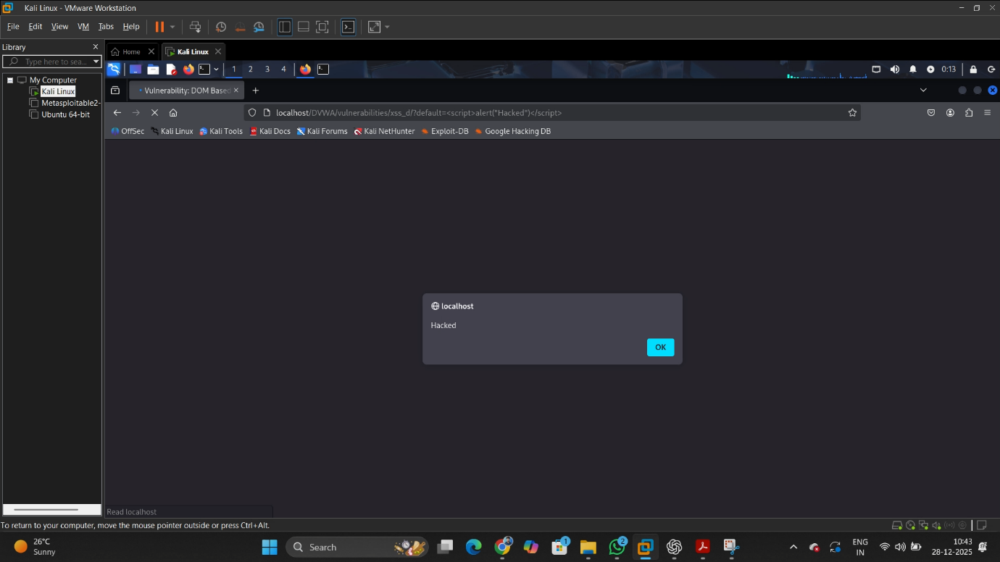 Kali Linux - VMware Workstation
File Edit View VM Tabs Help
Library
Type here to sea...
My Computer
Kali Linux
Metasploitable2-
Ubuntu 64-bit
Home
Kali Linux
1 2 3 4
0:13
Vulnerability: DOM Based
localhost/DVWA/vulnerabilities/xss_d/?default=<script>alert("Hacked")</script>
OffSec Kali Linux Kali Tools Kali Docs Kali Forums Kali NetHunter Exploit-DB Google Hacking DB
localhost
Hacked
OK
Read localhost
To return to your computer, move the mouse pointer outside or press Ctrl+Alt.
26°C
Sunny
Search
1
2
ENG
IN
10:43
28-12-2025